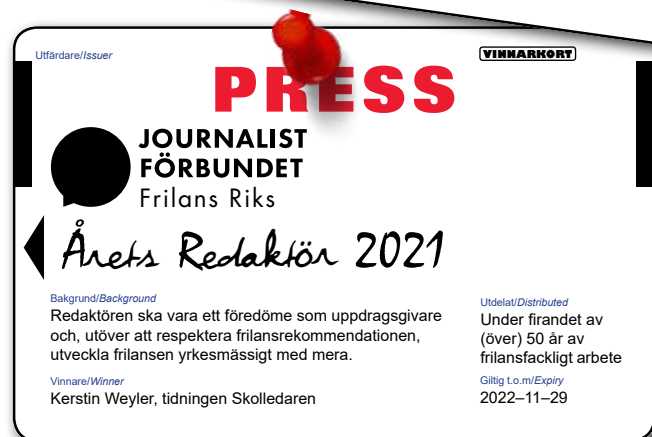 Utfärdare/Issuer
VINNARKORT
PRESS
JOURNALIST
FÖRBUNDET
Frilans Riks
Årets Redaktör 2021
Bakgrund/Background
Redaktören ska vara ett föredöme som uppdragsgivare
och, utöver att respektera frilansrekommendationen,
utveckla frilansen yrkesmässigt med mera.
Vinnare/Winner
Kerstin Weyler, tidningen Skolledaren
Utdelat/Distributed
Under firandet av
(över) 50 år av
frilansfackligt arbete
Giltig t.o.m/Expiry
2022–11–29